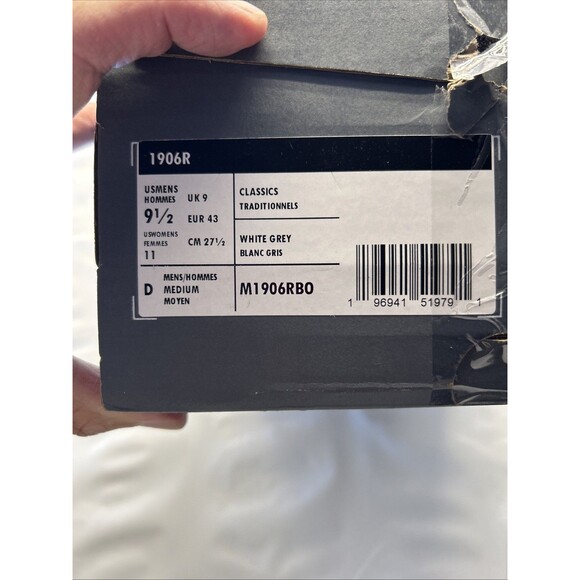 1906R
USMENS
HOMMES
9½
USWOMENS
FEMMES
11
UK 9
EUR 43
CM 27½
CLASSICS
TRADITIONNELS
WHITE GREY
BLANC GRIS
D
MENS/HOMMES
MEDIUM
MOYEN
M1906RBO
1 96941 51979 1